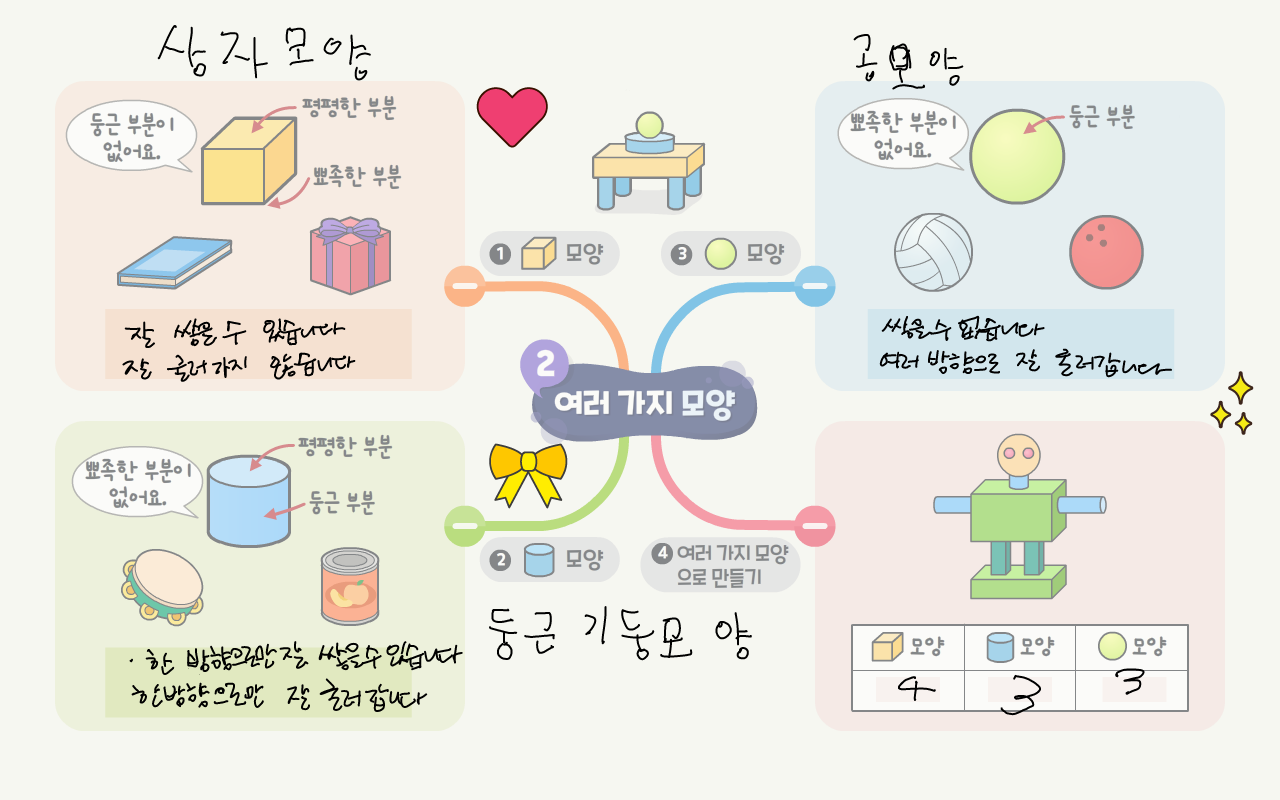 상자모양
둥근 부분이
없어요.
평평한 부분
뾰족한 부분
잘 쌓을 수 있습니다
잘 굴러가지 않습니다
1 모양
3 모양
공모양
뾰족한 부분이
없어요.
둥근 부분
쌓을수 없습니다
여러 방향으로 잘 굴러갑니다
2
여러 가지 모양
뾰족한 부분이
없어요.
평평한 부분
둥근 부분
· 한 방향으로만잘 쌓을수있습니다
한방향으로만 잘 굴러갑니다
2 모양
둥근 기둥모양
4 여러 가지 모양
으로 만들기
모양 모양 모양
4 3 3